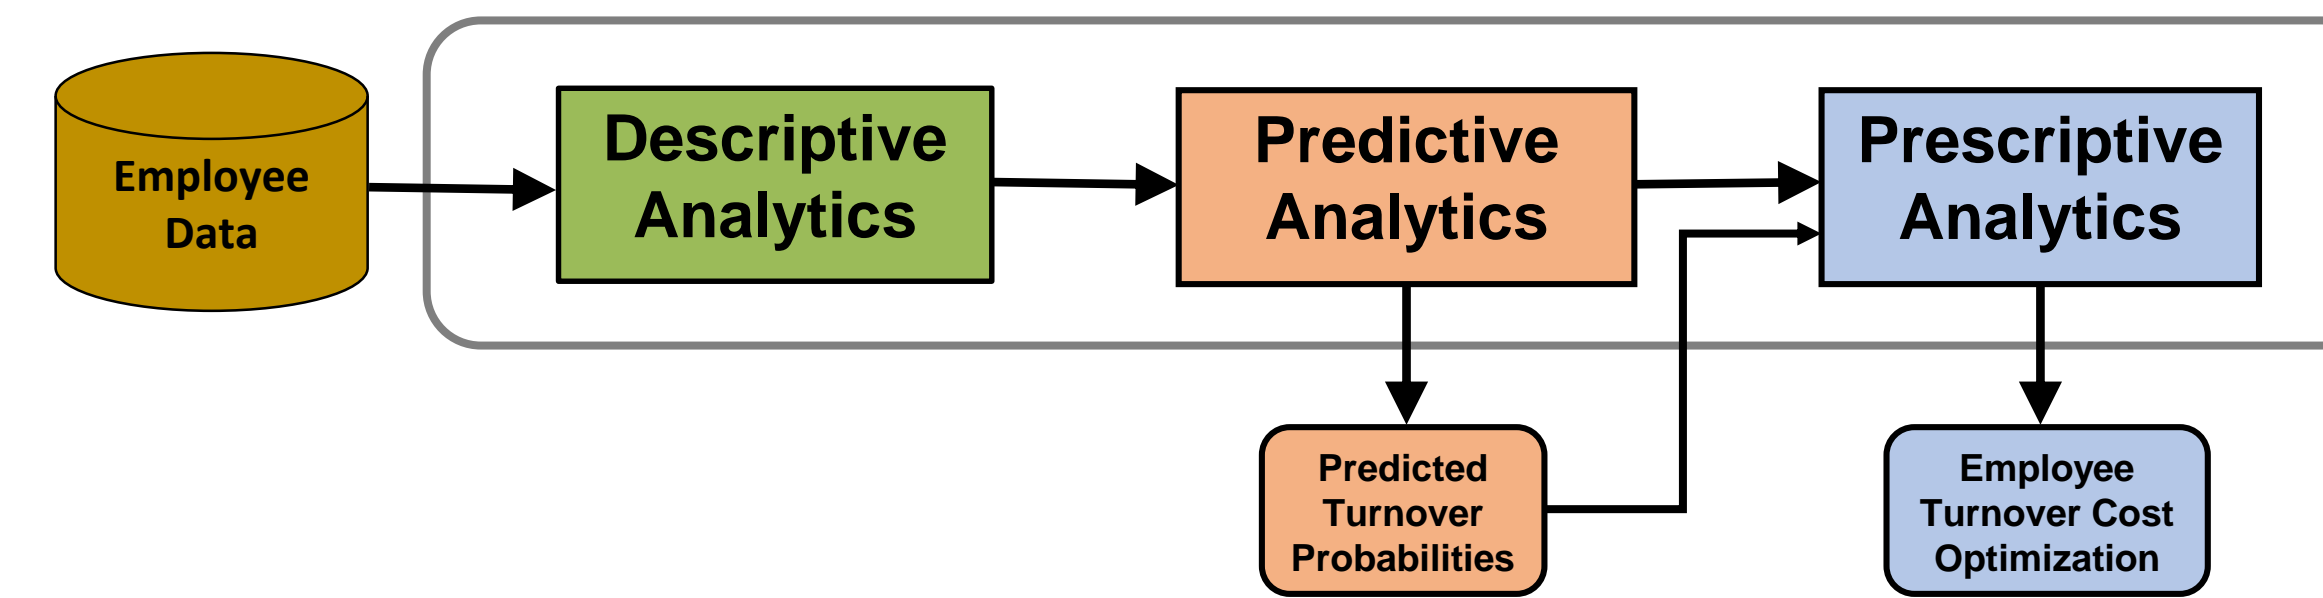 Employee
Data
Descriptive
Analytics
Predictive
Analytics
Prescriptive
Analytics
Predicted
Turnover
Probabilities
Employee
Turnover Cost
Optimization